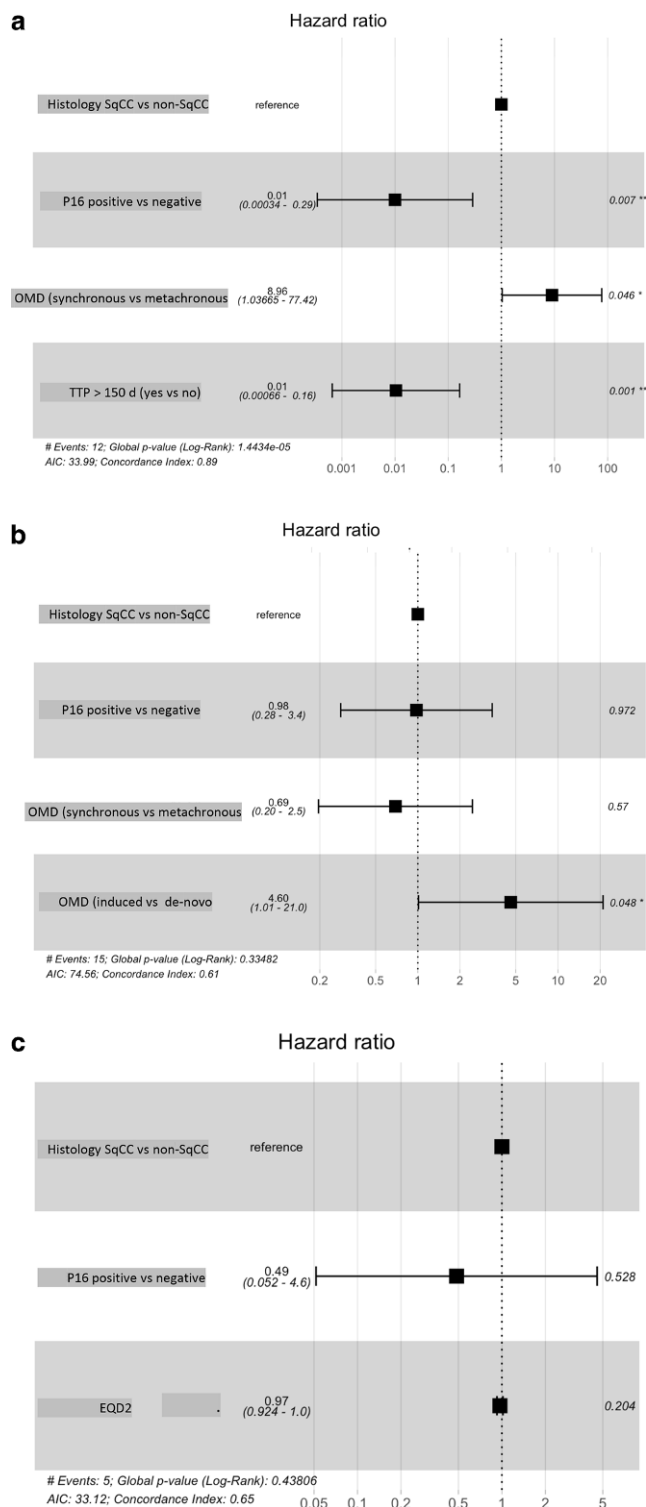 a
Hazard ratio
Histology SqCC vs non-SqCC reference
P16 positive vs negative 0.01 0.007 **
(0.00034 - 0.29)
OMD (synchronous vs metachronous 8.96 0.046 *
(1.03665 - 77.42)
TTP > 150 d (yes vs no) 0.01 0.001 **
(0.00066 - 0.16)
# Events: 12; Global p-value (Log-Rank): 1.4434e-05
AIC: 33.99; Concordance Index: 0.89
0.001 0.01 0.1 1 10 100
b
Hazard ratio
Histology SqCC vs non-SqCC reference
P16 positive vs negative 0.98 0.972
(0.28 - 3.4)
OMD (synchronous vs metachronous 0.69 0.57
(0.20 - 2.5)
OMD (induced vs de-novo 4.60 0.048 *
(1.01 - 21.0)
# Events: 15; Global p-value (Log-Rank): 0.33482
AIC: 74.56; Concordance Index: 0.61
0.2 0.5 1 2 5 10 20
c
Hazard ratio
Histology SqCC vs non-SqCC reference
P16 positive vs negative 0.49 0.528
(0.052 - 4.6)
EQD2 . 0.97 0.204
(0.924 - 1.0)
# Events: 5; Global p-value (Log-Rank): 0.43806
AIC: 33.12; Concordance Index: 0.65
0.05 0.1 0.2 0.5 1 2 5